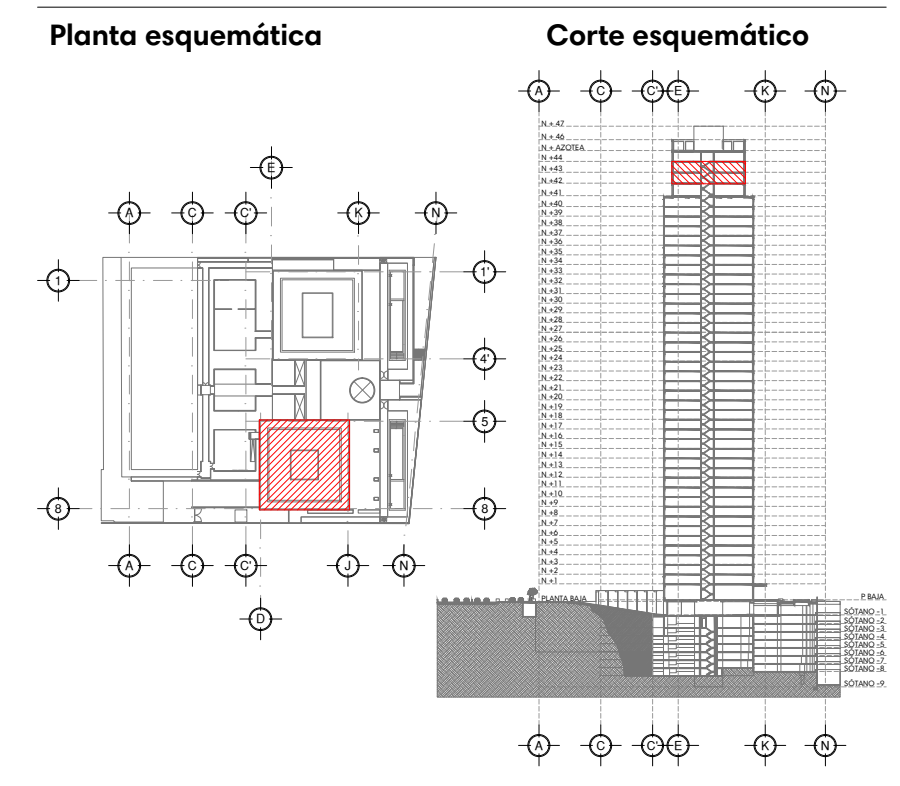 Planta esquemática
Corte esquemático
A C C' E K N
N + 47
N + 46
N + AZOTEA
N +44
N +43
N +42
N +41
N +40
N +39
N +38
N +37
N +36
N +35
N +34
N +33
N +32
N +31
N +30
N +29
N +28
N +27
N +26
N +25
N +24
N +23
N +22
N +21
N +20
N +19
N +18
N +17
N +16
N +15
N +14
N +13
N +12
N +11
N +10
N +9
N +8
N +7
N +6
N +5
N +4
N +3
N +2
N +1
PLANTA BAJA
P BAJA
SÓTANO -1
SÓTANO -2
SÓTANO -3
SÓTANO -4
SÓTANO -5
SÓTANO -6
SÓTANO -7
SÓTANO -8
SÓTANO -9
A C C' E K N
E
A C C' K N
1 1'
4'
5
8 8
A C C' J N
D